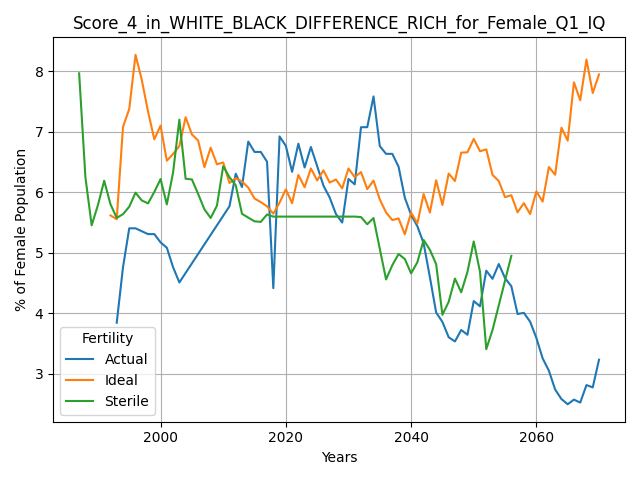 Score_4_in_WHITE_BLACK_DIFFERENCE_RICH_for_Female_Q1_IQ
8
7
6
5
4
3
% of Female Population
Fertility
Actual
Ideal
Sterile
2000 2020 2040 2060
Years